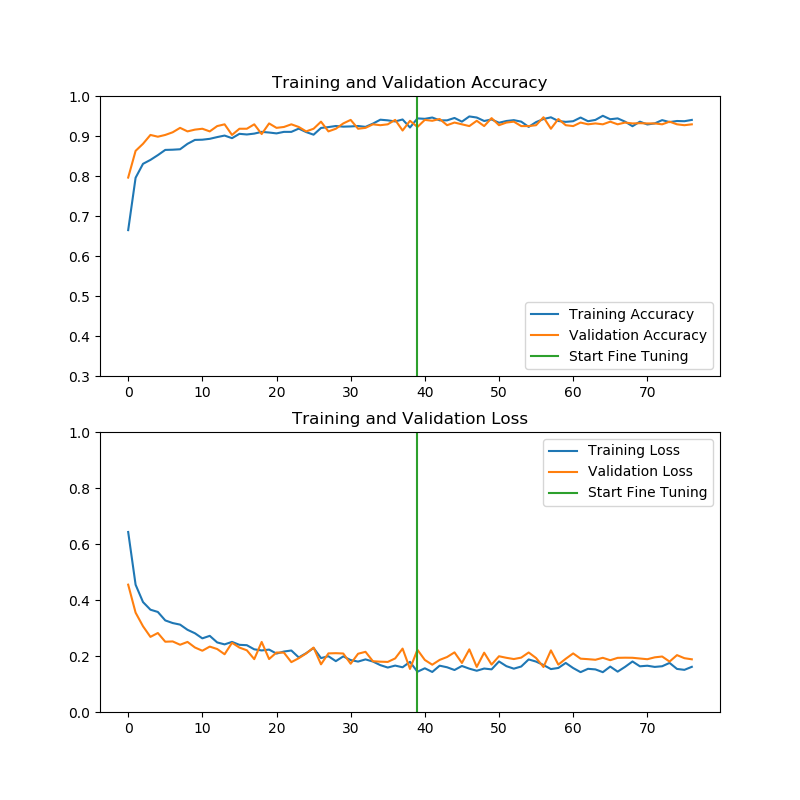 Training and Validation Accuracy
1.0
0.9
0.8
0.7
0.6
0.5
0.4
0.3
Training Accuracy
Validation Accuracy
Start Fine Tuning
0 10 20 30 40 50 60 70
Training and Validation Loss
1.0
0.8
0.6
0.4
0.2
0.0
Training Loss
Validation Loss
Start Fine Tuning
0 10 20 30 40 50 60 70